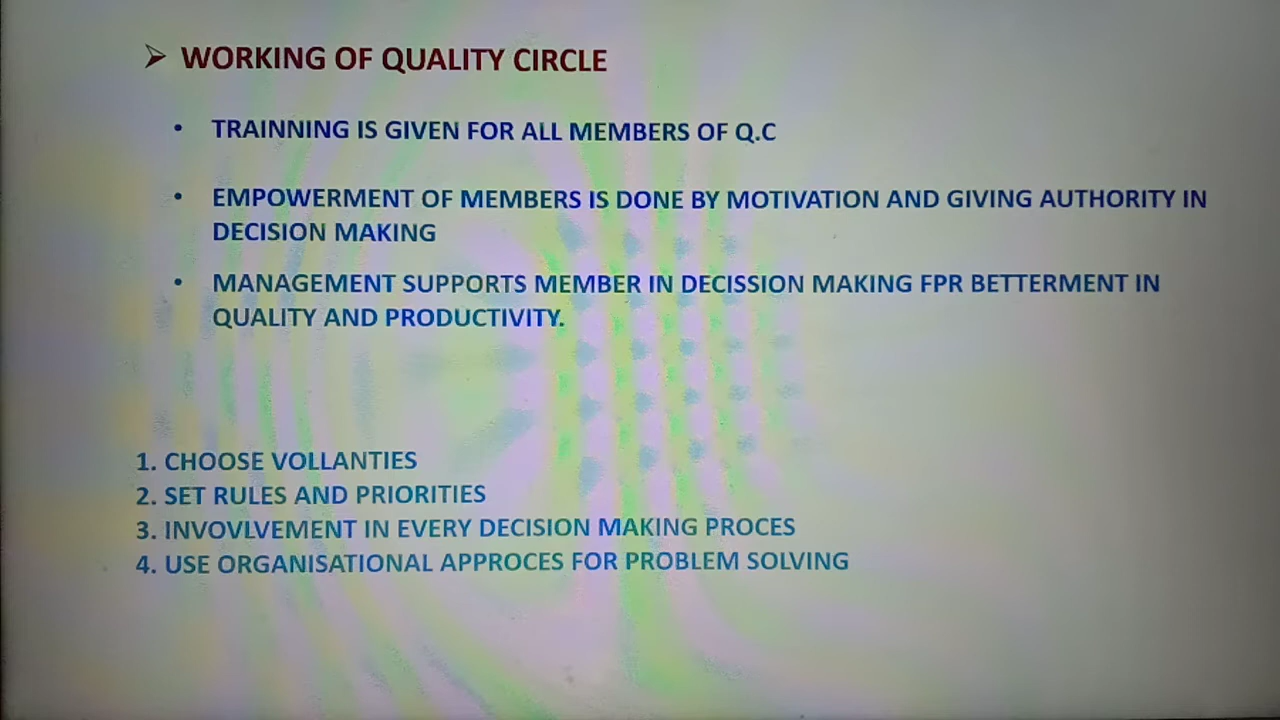 ➢ WORKING OF QUALITY CIRCLE
• TRAINNING IS GIVEN FOR ALL MEMBERS OF Q.C
• EMPOWERMENT OF MEMBERS IS DONE BY MOTIVATION AND GIVING AUTHORITY IN
DECISION MAKING
• MANAGEMENT SUPPORTS MEMBER IN DECISSION MAKING FPR BETTERMENT IN
QUALITY AND PRODUCTIVITY.
1. CHOOSE VOLLANTIES
2. SET RULES AND PRIORITIES
3. INVOVLVEMENT IN EVERY DECISION MAKING PROCES
4. USE ORGANISATIONAL APPROCES FOR PROBLEM SOLVING